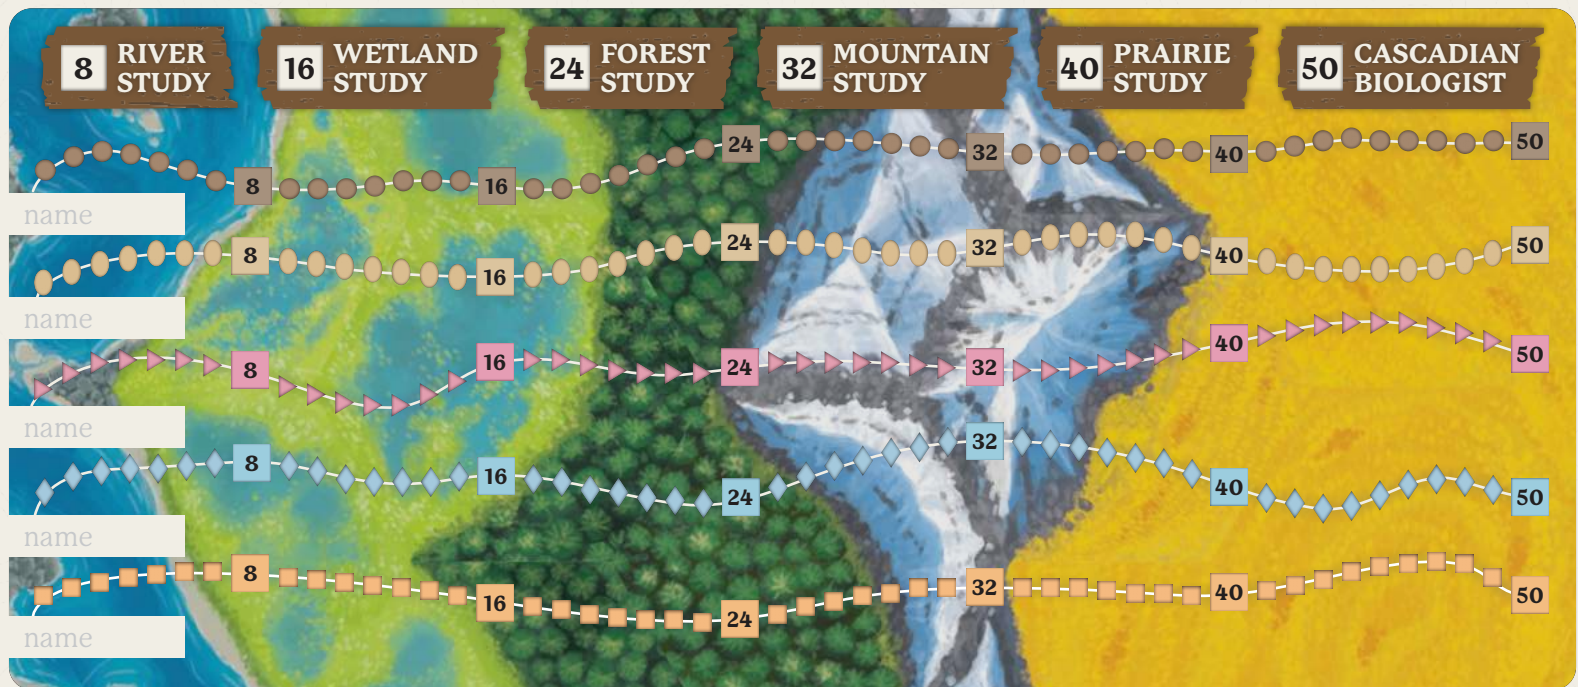 8 RIVER STUDY
16 WETLAND STUDY
24 FOREST STUDY
32 MOUNTAIN STUDY
40 PRAIRIE STUDY
50 CASCADIAN BIOLOGIST
8 16 24 32 40 50
name
8 16 24 32 40 50
name
8 16 24 32 40 50
name
8 16 24 32 40 50
name
8 16 24 32 40 50
name